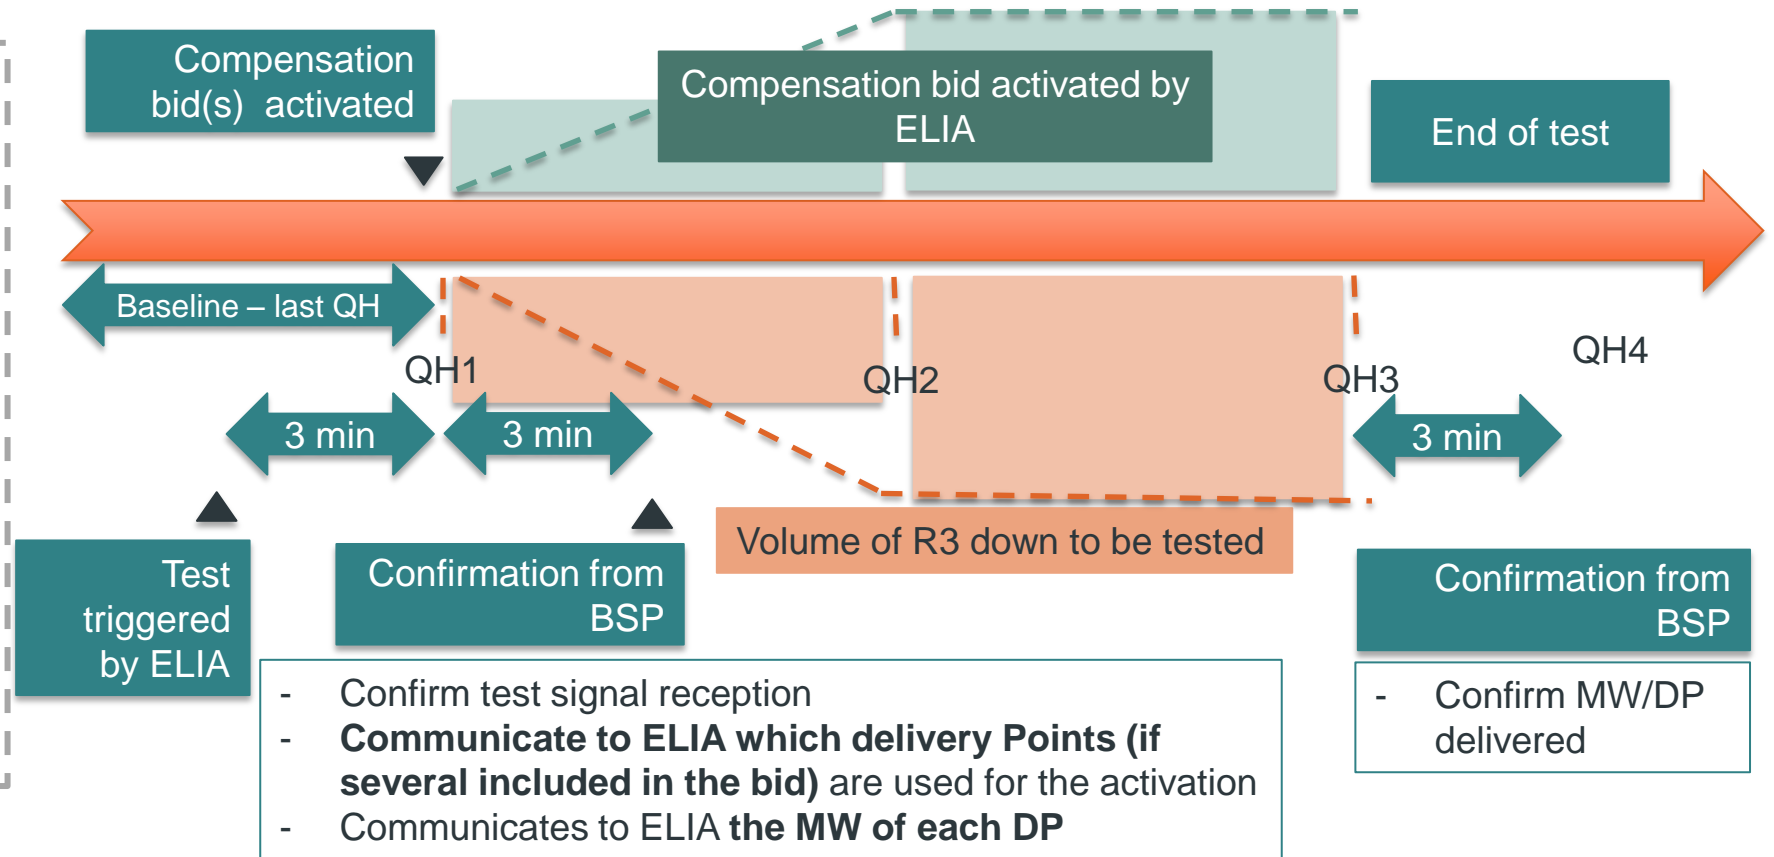 Compensation
bid(s) activated
Compensation bid activated by
ELIA
End of test
Baseline – last QH
QH1
QH2
QH3
QH4
3 min
3 min
3 min
Test
triggered
by ELIA
Confirmation from
BSP
Volume of R3 down to be tested
Confirmation from
BSP
- Confirm test signal reception
- Communicate to ELIA which delivery Points (if
several included in the bid) are used for the activation
- Communicates to ELIA the MW of each DP
- Confirm MW/DP
delivered